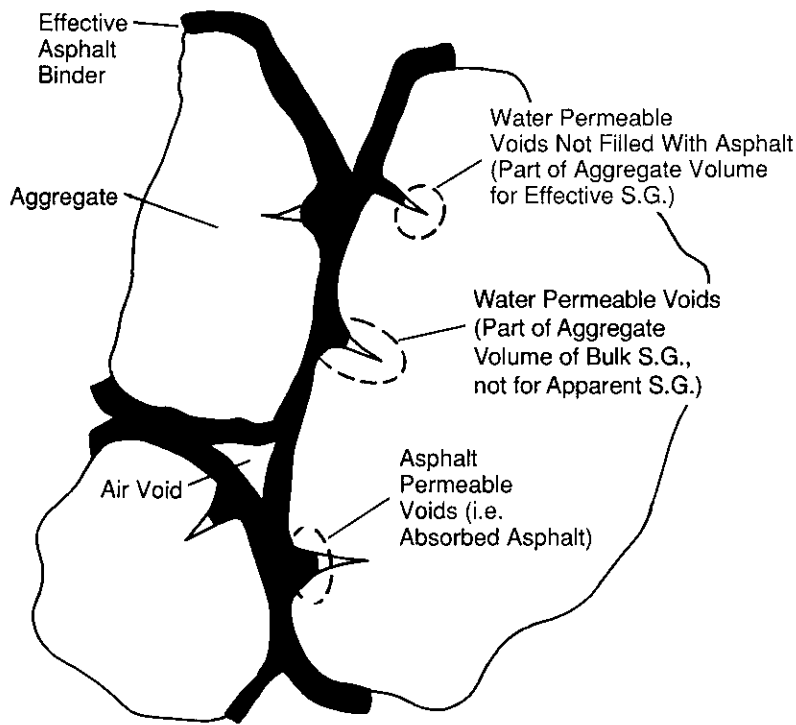 Effective
Asphalt
Binder
Water Permeable
Voids Not Filled With Asphalt
(Part of Aggregate Volume
for Effective S.G.)
Aggregate
Water Permeable Voids
(Part of Aggregate
Volume of Bulk S.G.,
not for Apparent S.G.)
Air Void
Asphalt
Permeable
Voids (i.e.
Absorbed Asphalt)